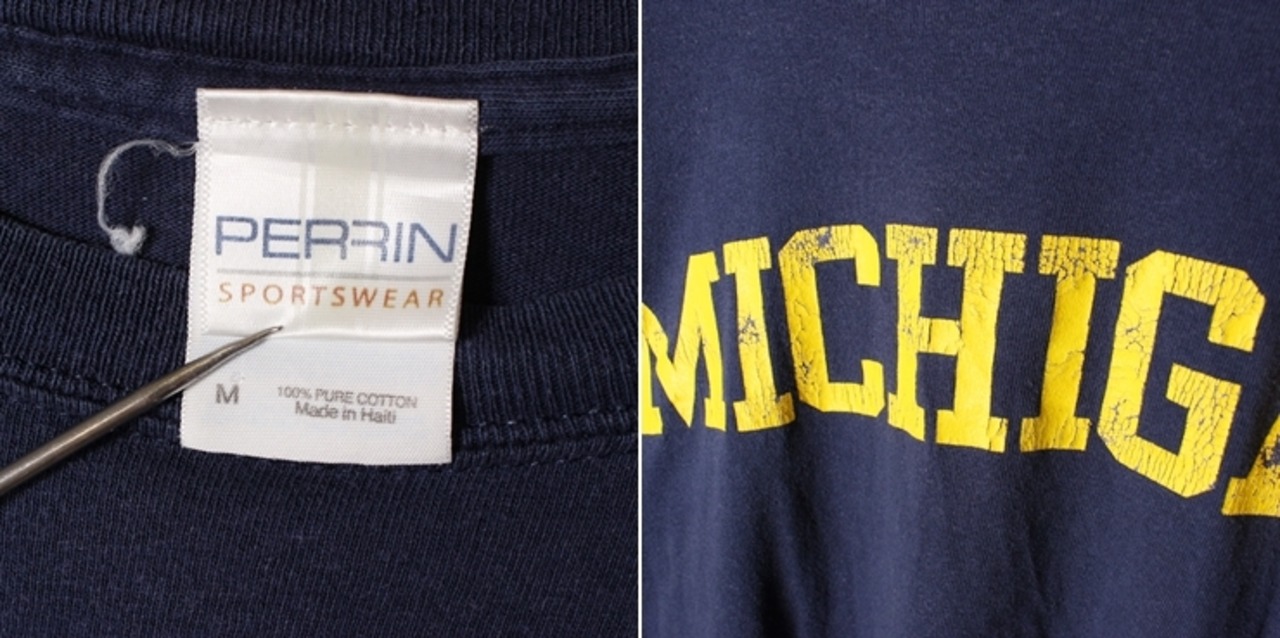 PERRIN
SPORTSWEAR
M
100% PURE COTTON
Made in Haiti
MICHIGA